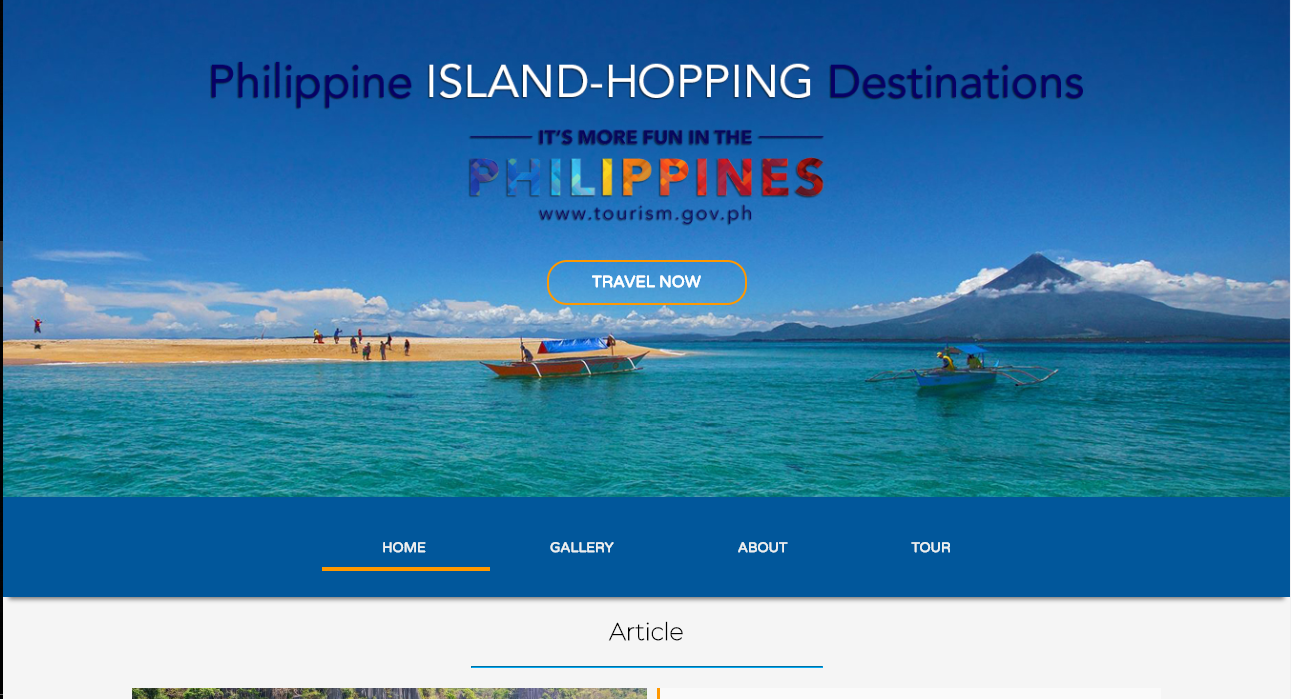 Philippine ISLAND-HOPPING Destinations
IT'S MORE FUN IN THE
PHILIPPINES
www.tourism.gov.ph
TRAVEL NOW
HOME GALLERY ABOUT TOUR
Article